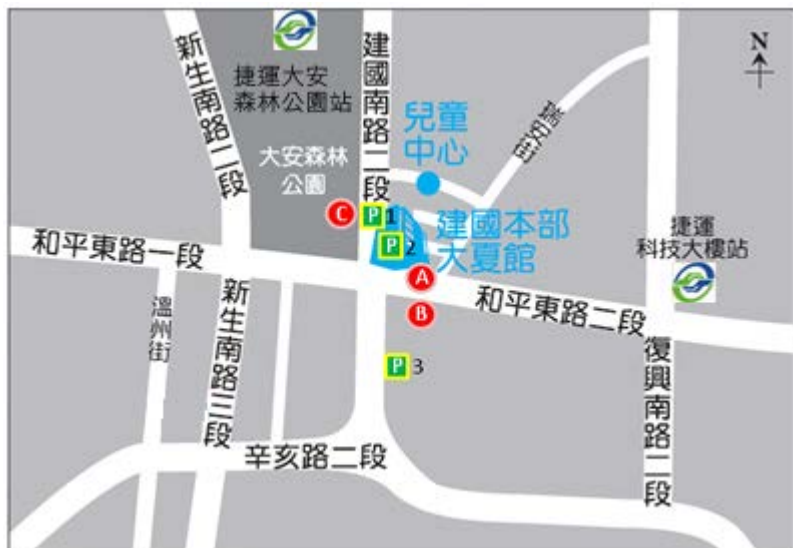 新生南路二段
捷運大安
森林公園站
建國南路二段
N
瑞安街
兒童
中心
大安森林
公園
C
P 1
P 2
建國本部
大夏館
捷運
科技大樓站
和平東路一段
A
B
和平東路二段
溫州街
新生南路三段
P 3
復興南路二段
辛亥路二段